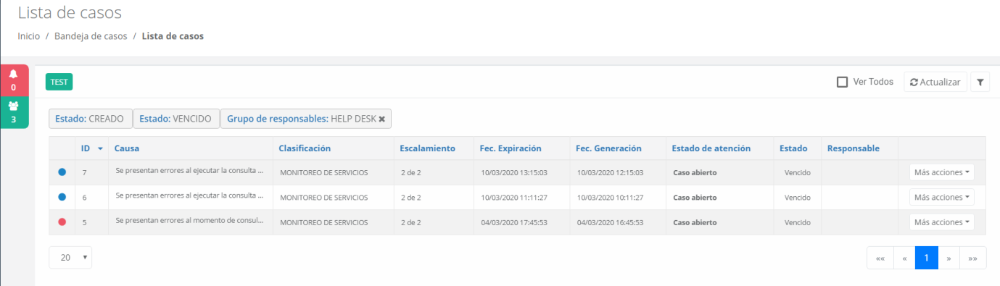 Lista de casos
Inicio / Bandeja de casos / Lista de casos
0
3
TEST
Ver Todos Actualizar
Estado: CREADO Estado: VENCIDO Grupo de responsables: HELP DESK ✖
ID Causa Clasificación Escalamiento Fec. Expiración Fec. Generación Estado de atención Estado Responsable
7 Se presentan errores al ejecutar la consulta ... MONITOREO DE SERVICIOS 2 de 2 10/03/2020 13:15:03 10/03/2020 12:15:03 Caso abierto Vencido Más acciones
6 Se presentan errores al ejecutar la consulta ... MONITOREO DE SERVICIOS 2 de 2 10/03/2020 11:11:27 10/03/2020 10:11:27 Caso abierto Vencido Más acciones
5 Se presentan errores al momento de consul... MONITOREO DE SERVICIOS 2 de 2 04/03/2020 17:45:53 04/03/2020 16:45:53 Caso abierto Vencido Más acciones
20 «« « 1 » »»